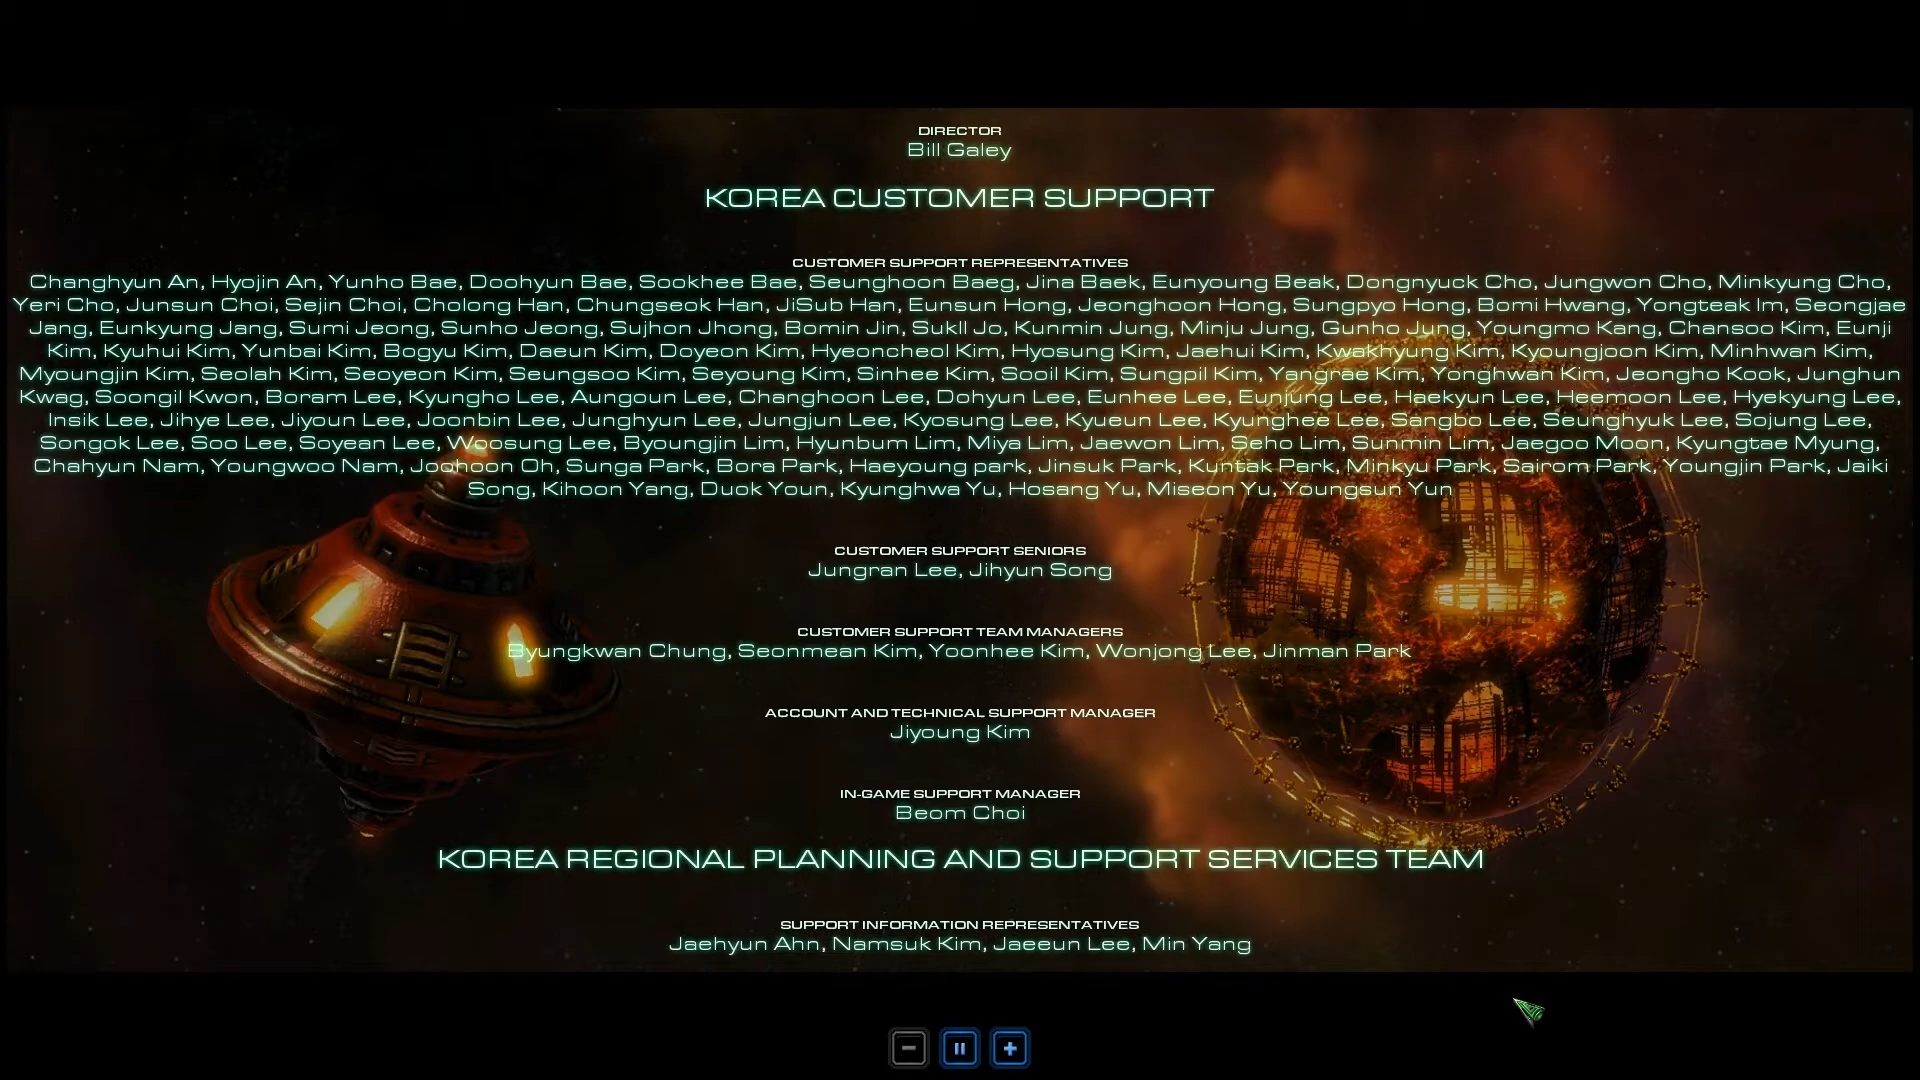 DIRECTOR
Bill Galey
KOREA CUSTOMER SUPPORT
CUSTOMER SUPPORT REPRESENTATIVES
Changhyun An, Hyojin An, Yunho Bae, Doohyun Bae, Sookhee Bae, Seunghoon Baeg, Jina Baek, Eunyoung Beak, Dongnyuck Cho, Jungwon Cho, Minkyung Cho,
Yeri Cho, Junsun Choi, Sejin Choi, Cholong Han, Chungseok Han, JiSub Han, Eunsun Hong, Jeonghoon Hong, Sungpyo Hong, Bomi Hwang, Yongteak Im, Seongjae
Jang, Eunkyung Jang, Sumi Jeong, Sunho Jeong, Sujhon Jhong, Bomin Jin, SukIl Jo, Kunmin Jung, Minju Jung, Gunho Jung, Youngmo Kang, Chansoo Kim, Eunji
Kim, Kyuhui Kim, Yunbai Kim, Bogyu Kim, Daeun Kim, Doyeon Kim, Hyeoncheol Kim, Hyosung Kim, Jaehui Kim, Kwakhyung Kim, Kyoungjoon Kim, Minhwan Kim,
Myoungjin Kim, Seolah Kim, Seoyeon Kim, Seungsoo Kim, Seyoung Kim, Sinhee Kim, Sooil Kim, Sungpil Kim, Yangrae Kim, Yonghwan Kim, Jeongho Kook, Junghun
Kwag, Soongil Kwon, Boram Lee, Kyungho Lee, Aungoun Lee, Changhoon Lee, Dohyun Lee, Eunhee Lee, Eunjung Lee, Haekyun Lee, Heemoon Lee, Hyekyung Lee,
Insik Lee, Jihye Lee, Jiyoun Lee, Joonbin Lee, Junghyun Lee, Jungjun Lee, Kyosung Lee, Kyueun Lee, Kyunghee Lee, Sangbo Lee, Seunghyuk Lee, Sojung Lee,
Songok Lee, Soo Lee, Soyean Lee, Woosung Lee, Byoungjin Lim, Hyunbum Lim, Miya Lim, Jaewon Lim, Seho Lim, Sunmin Lim, Jaegoo Moon, Kyungtae Myung,
Chahyun Nam, Youngwoo Nam, Joohoon Oh, Sunga Park, Bora Park, Haeyoung park, Jinsuk Park, Kuntak Park, Minkyu Park, Sairom Park, Youngjin Park, Jaiki
Song, Kihoon Yang, Duok Youn, Kyunghwa Yu, Hosang Yu, Miseon Yu, Youngsun Yun
CUSTOMER SUPPORT SENIORS
Jungran Lee, Jihyun Song
CUSTOMER SUPPORT TEAM MANAGERS
Byungkwan Chung, Seonmean Kim, Yoonhee Kim, Wonjong Lee, Jinman Park
ACCOUNT AND TECHNICAL SUPPORT MANAGER
Jiyoung Kim
IN-GAME SUPPORT MANAGER
Beom Choi
KOREA REGIONAL PLANNING AND SUPPORT SERVICES TEAM
SUPPORT INFORMATION REPRESENTATIVES
Jaehyun Ahn, Namsuk Kim, Jaeeun Lee, Min Yang